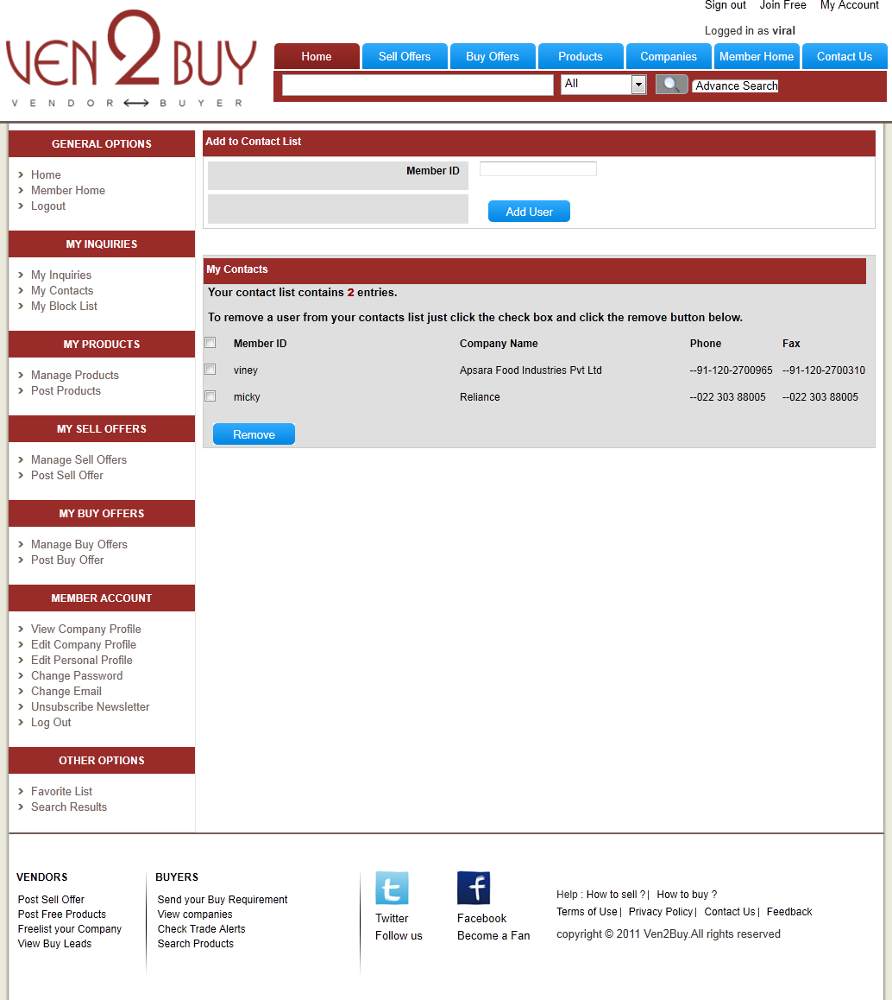 Sign out Join Free My Account
Logged in as viral
VEN 2 BUY
VENDOR BUYER
Home Sell Offers Buy Offers Products Companies Member Home Contact Us
All Advance Search
GENERAL OPTIONS
Home
Member Home
Logout
MY INQUIRIES
My Inquiries
My Contacts
My Block List
MY PRODUCTS
Manage Products
Post Products
MY SELL OFFERS
Manage Sell Offers
Post Sell Offer
MY BUY OFFERS
Manage Buy Offers
Post Buy Offer
MEMBER ACCOUNT
View Company Profile
Edit Company Profile
Edit Personal Profile
Change Password
Change Email
Unsubscribe Newsletter
Log Out
OTHER OPTIONS
Favorite List
Search Results
Add to Contact List
Member ID
Add User
My Contacts
Your contact list contains 2 entries.
To remove a user from your contacts list just click the check box and click the remove button below.
Member ID Company Name Phone Fax
viney Apsara Food Industries Pvt Ltd --91-120-2700965 --91-120-2700310
micky Reliance --022 303 88005 --022 303 88005
Remove
VENDORS
Post Sell Offer
Post Free Products
Freelist your Company
View Buy Leads
BUYERS
Send your Buy Requirement
View companies
Check Trade Alerts
Search Products
Twitter
Follow us
Facebook
Become a Fan
Help : How to sell ? | How to buy ?
Terms of Use | Privacy Policy | Contact Us | Feedback
copyright © 2011 Ven2Buy.All rights reserved